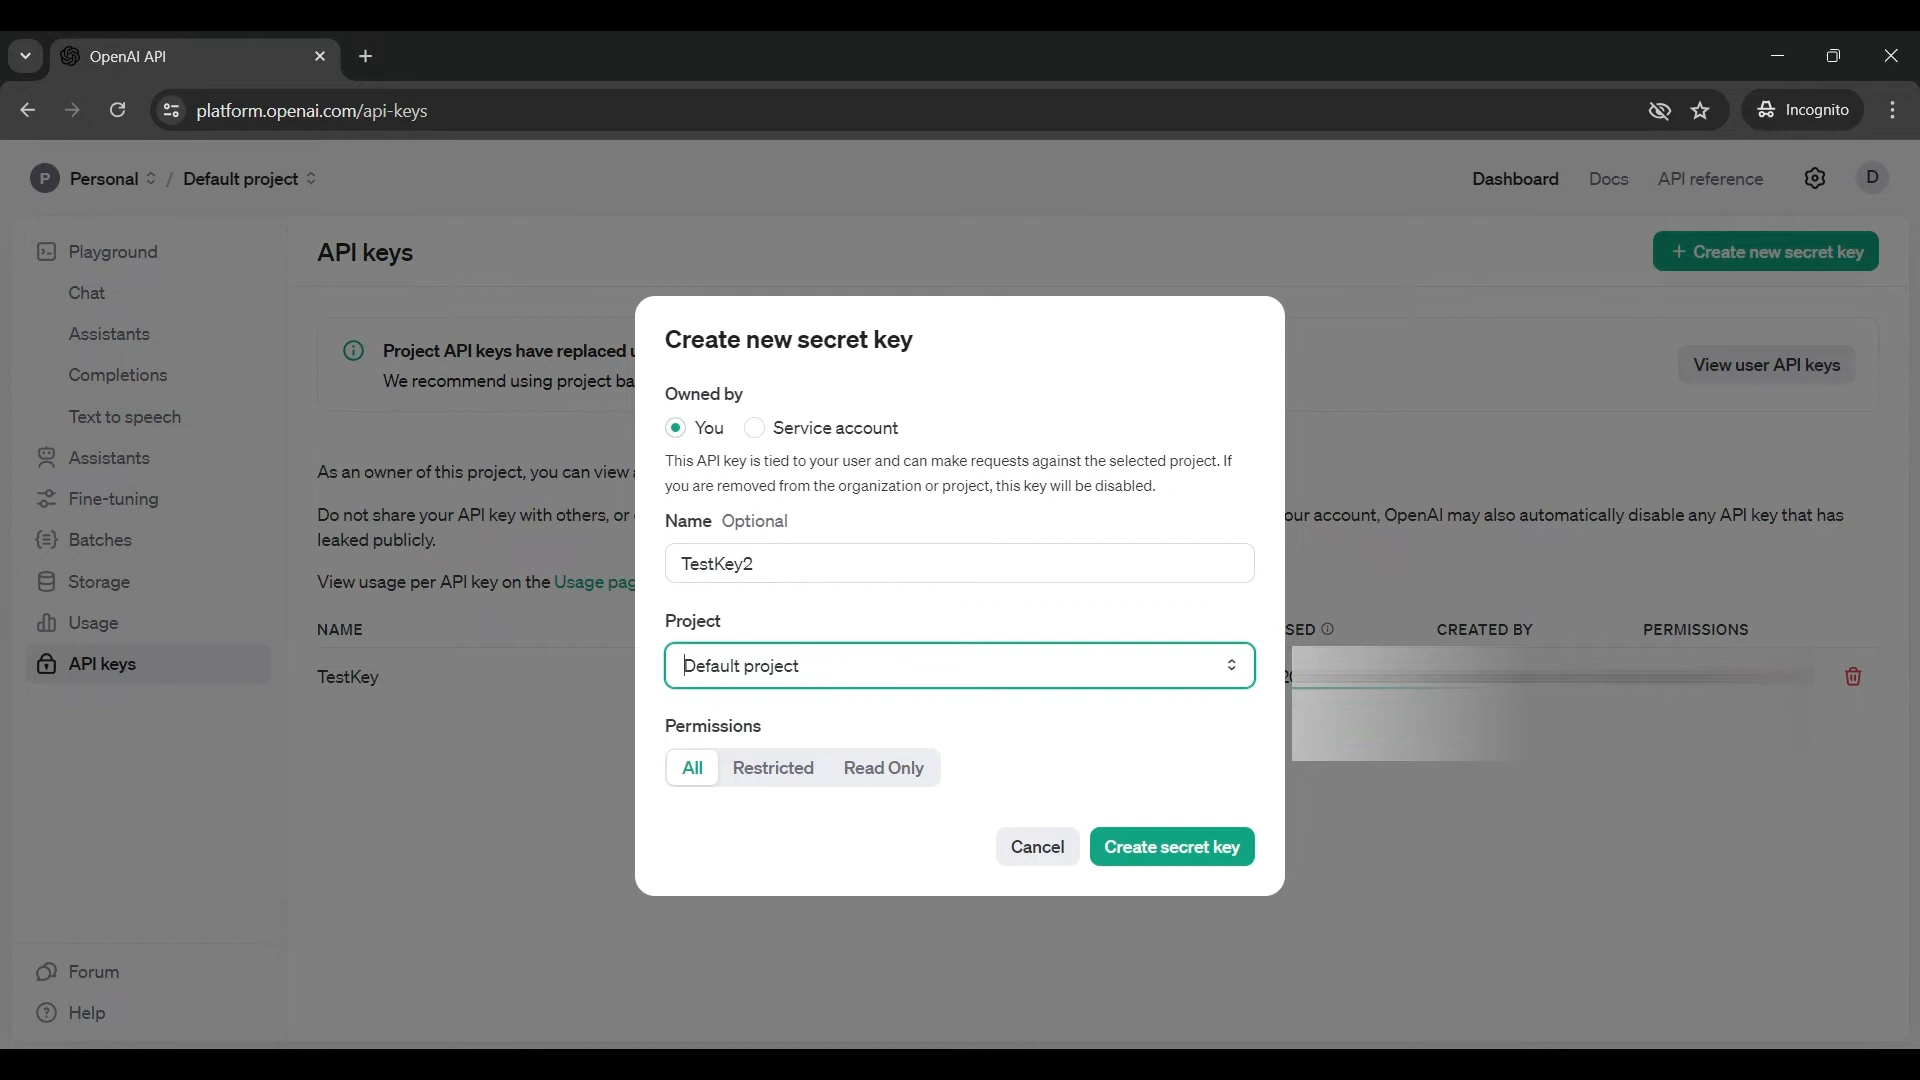 OpenAI API
platform.openai.com/api-keys
Incognito
P Personal / Default project
Dashboard Docs API reference D
Playground
Chat
Assistants
Completions
Text to speech
Assistants
Fine-tuning
Batches
Storage
Usage
API keys
Forum
Help
API keys
+ Create new secret key
Project API keys have replaced
We recommend using project
View user API keys
As an owner of this project, you can view
Do not share your API key with others, or
our account, OpenAI may also automatically disable any API key that has
leaked publicly.
View usage per API key on the Usage
NAME
CREATED BY PERMISSIONS
TestKey
Create new secret key
Owned by
You Service account
This API key is tied to your user and can make requests against the selected project. If
you are removed from the organization or project, this key will be disabled.
Name Optional
TestKey2
Project
Default project
Permissions
All Restricted Read Only
Cancel Create secret key